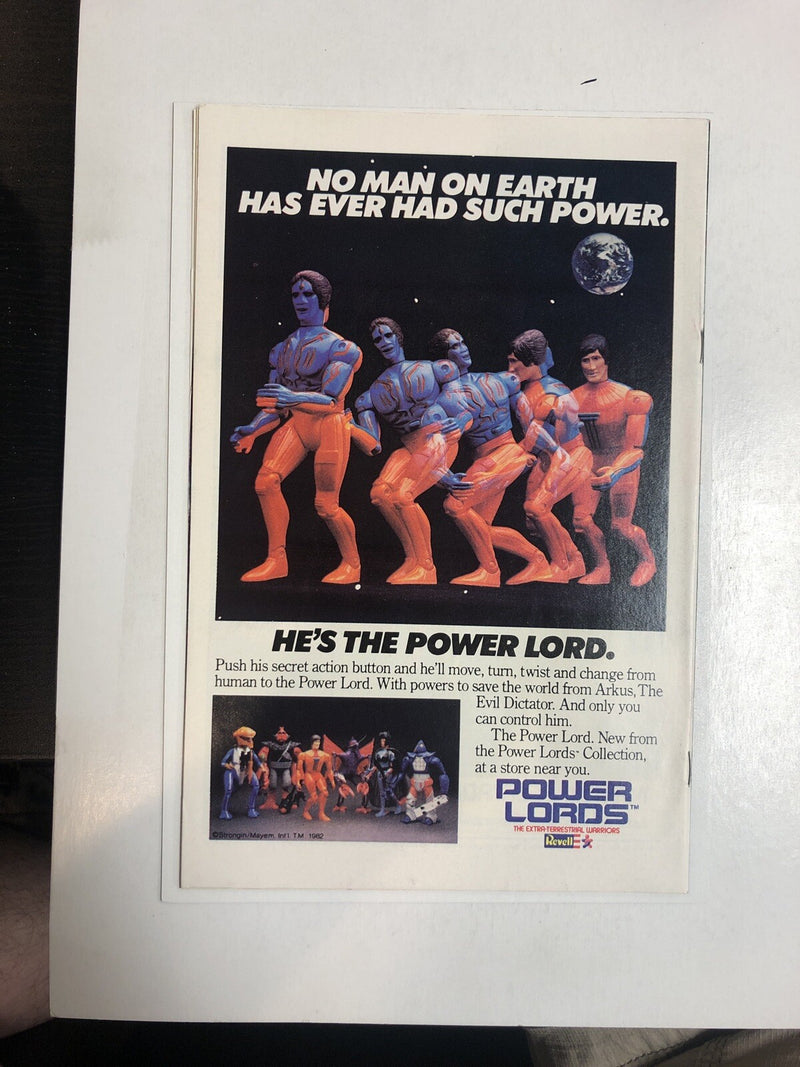 NO MAN ON EARTH
HAS EVER HAD SUCH POWER.
HE'S THE POWER LORD.
Push his secret action button and he'll move, turn, twist and change from
human to the Power Lord. With powers to save the world from Arkus, The
Evil Dictator. And only you
can control him.
The Power Lord. New from
the Power Lords™ Collection,
at a store near you.
POWER
LORDS™
THE EXTRA-TERRESTRIAL WARRIORS
Revell
©Strongin/Mayem, Int'l. T.M. 1982